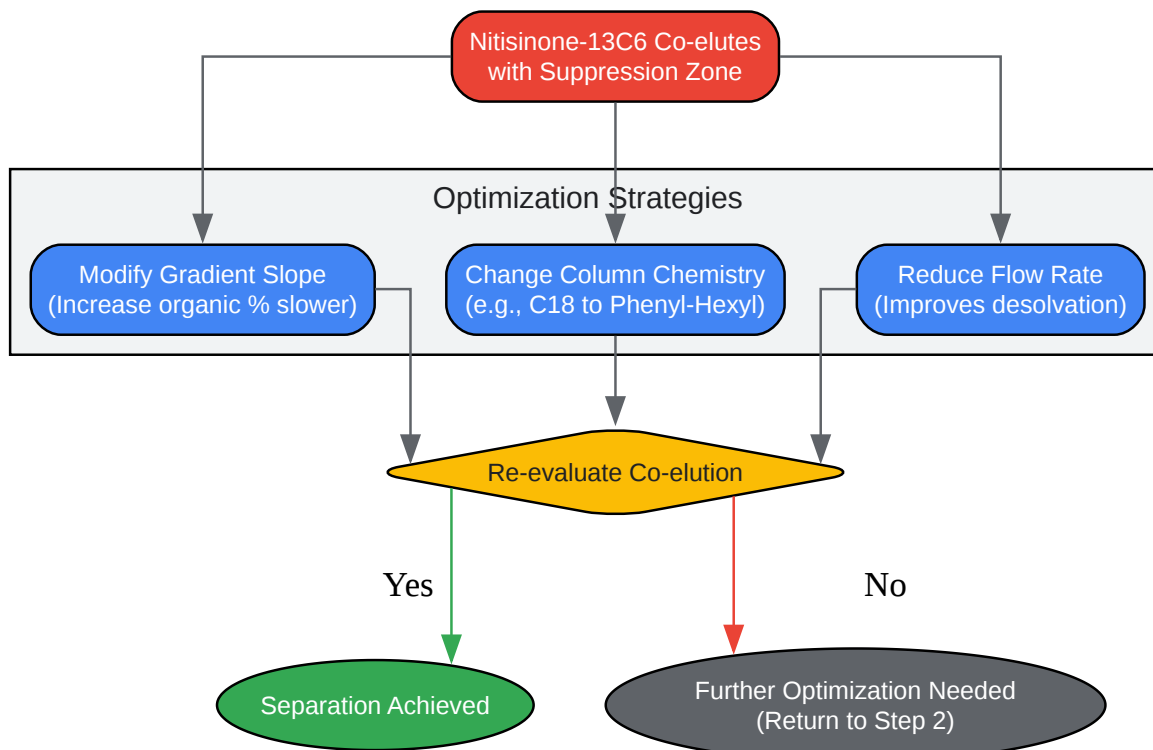 Nitisinone-13C6 Co-elutes
with Suppression Zone
Optimization Strategies
Modify Gradient Slope
(Increase organic % slower)
Change Column Chemistry
(e.g., C18 to Phenyl-Hexyl)
Reduce Flow Rate
(Improves desolvation)
Re-evaluate Co-elution
Yes
No
Separation Achieved
Further Optimization Needed
(Return to Step 2)